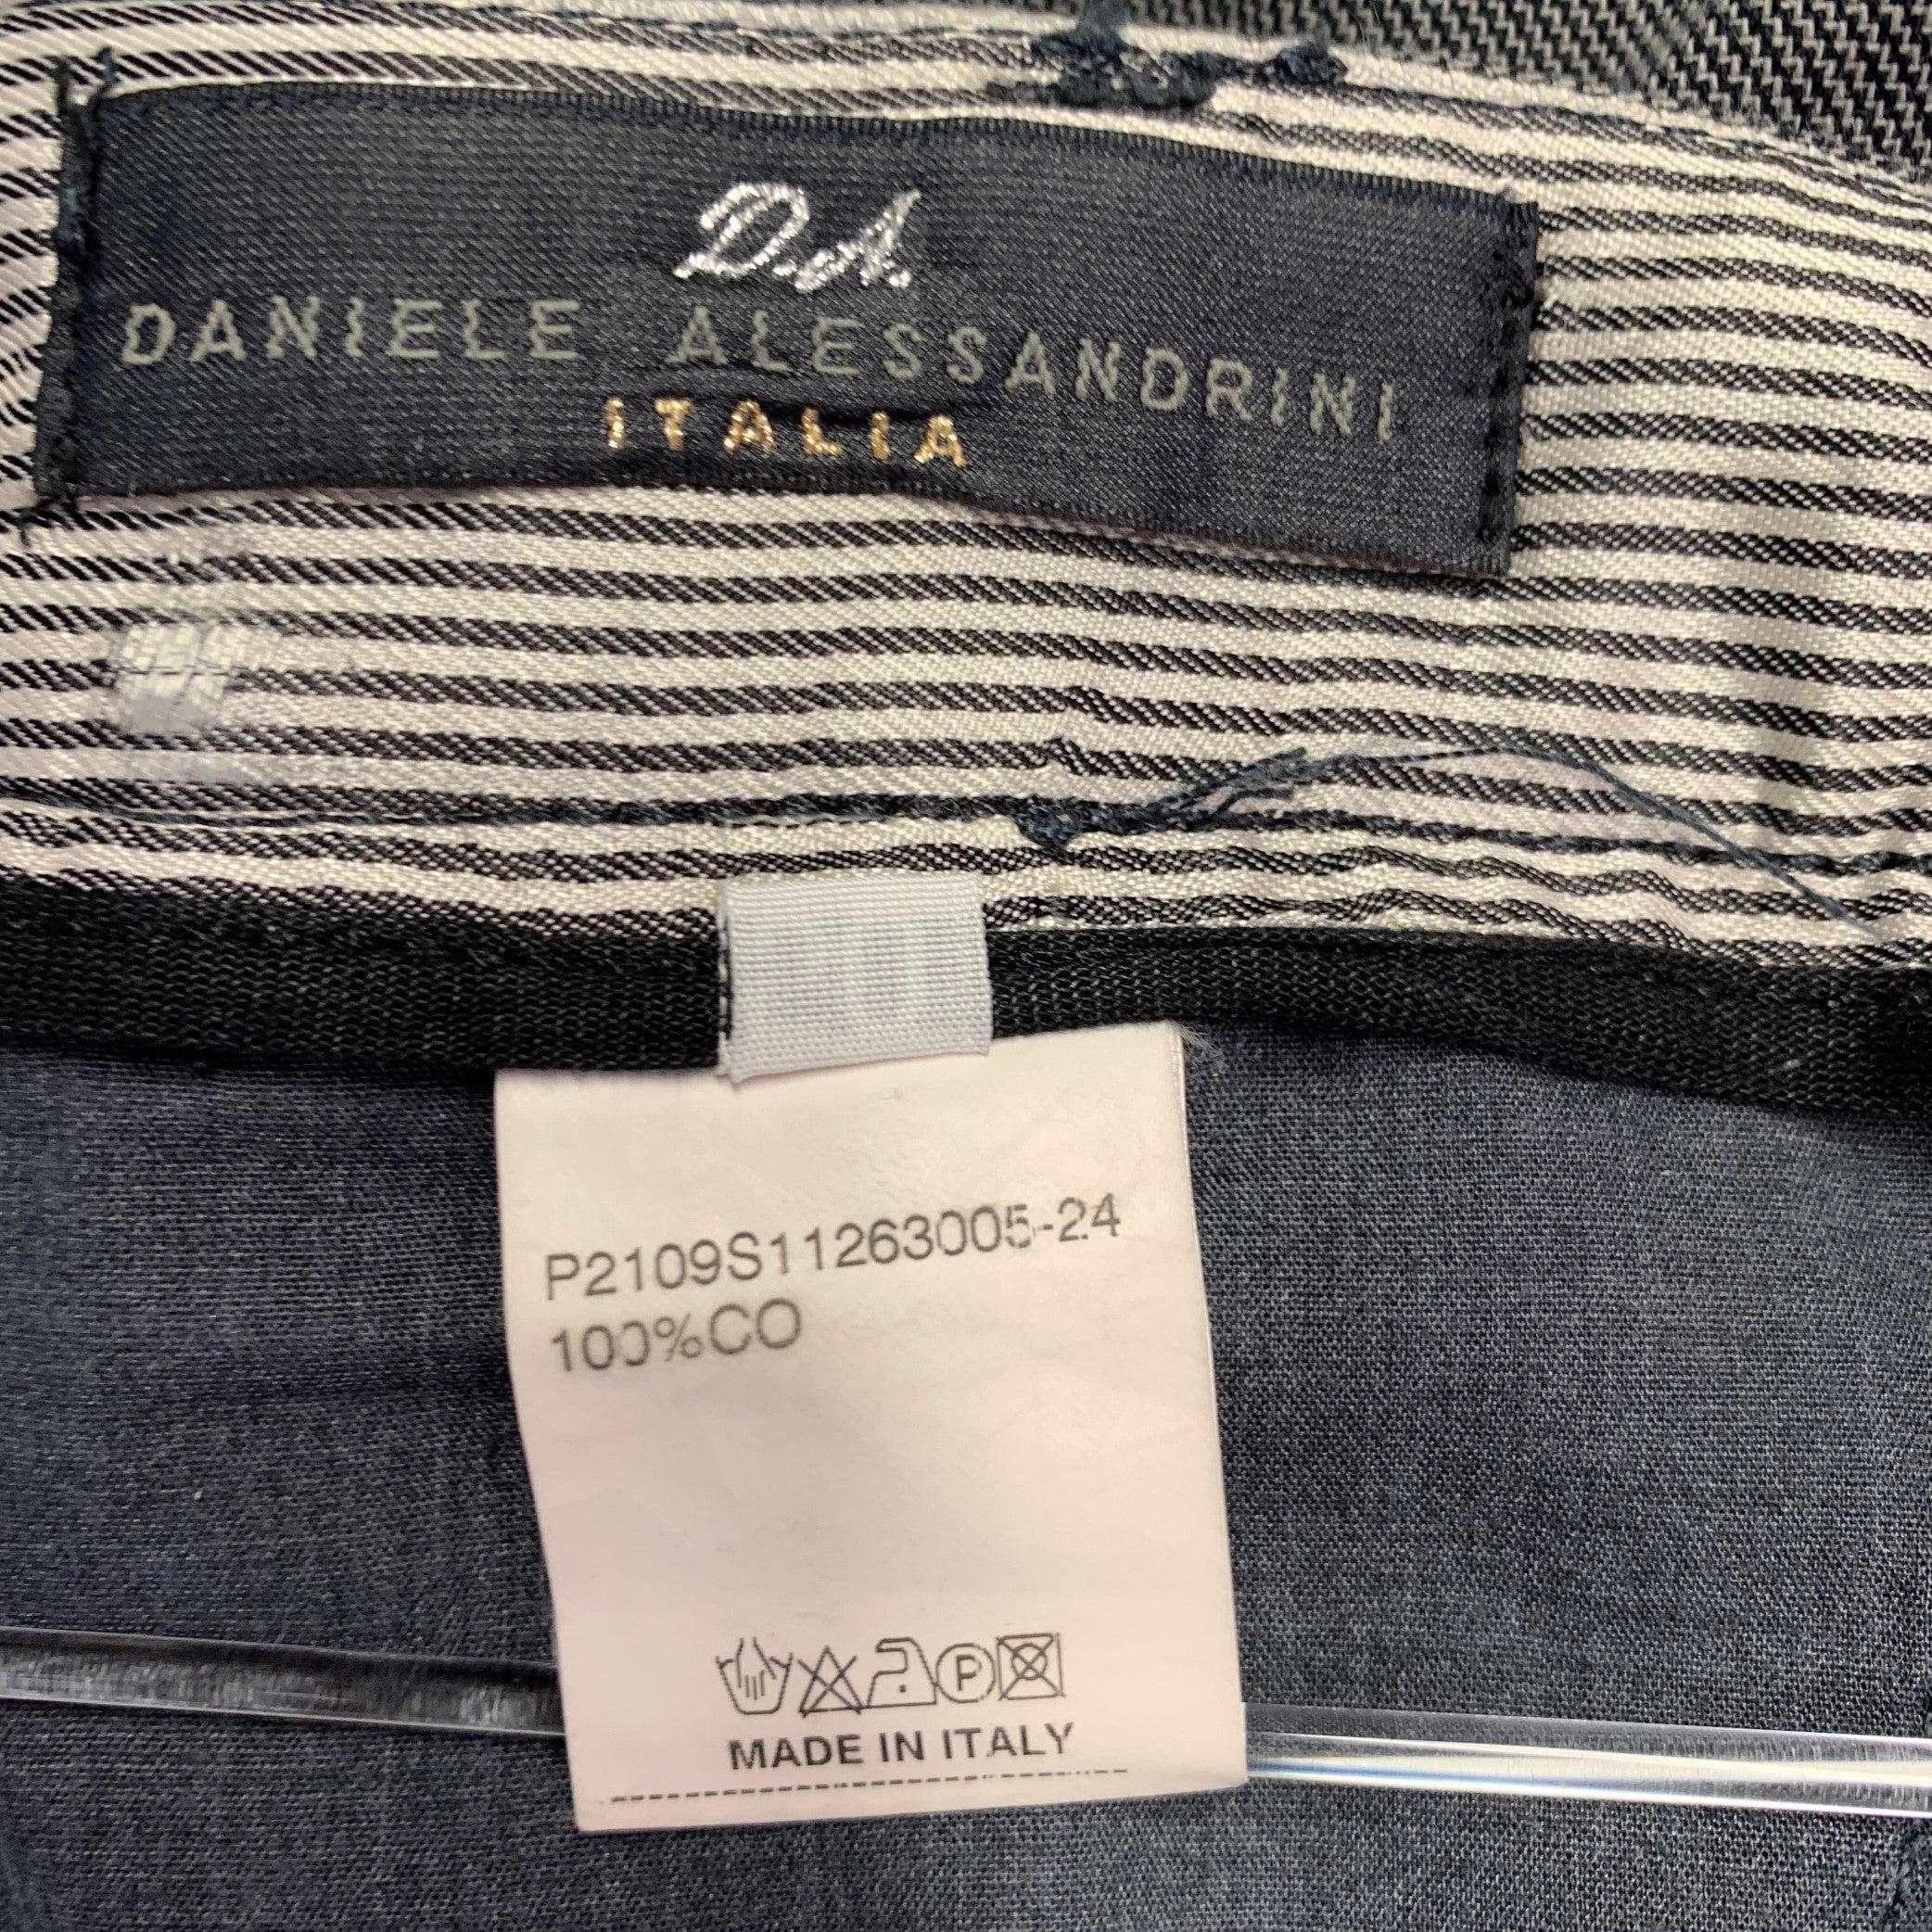 D.A.
DANIELE ALESSANDRINI
ITALIA
P2109S11263005-24
100%CO
P
MADE IN ITALY